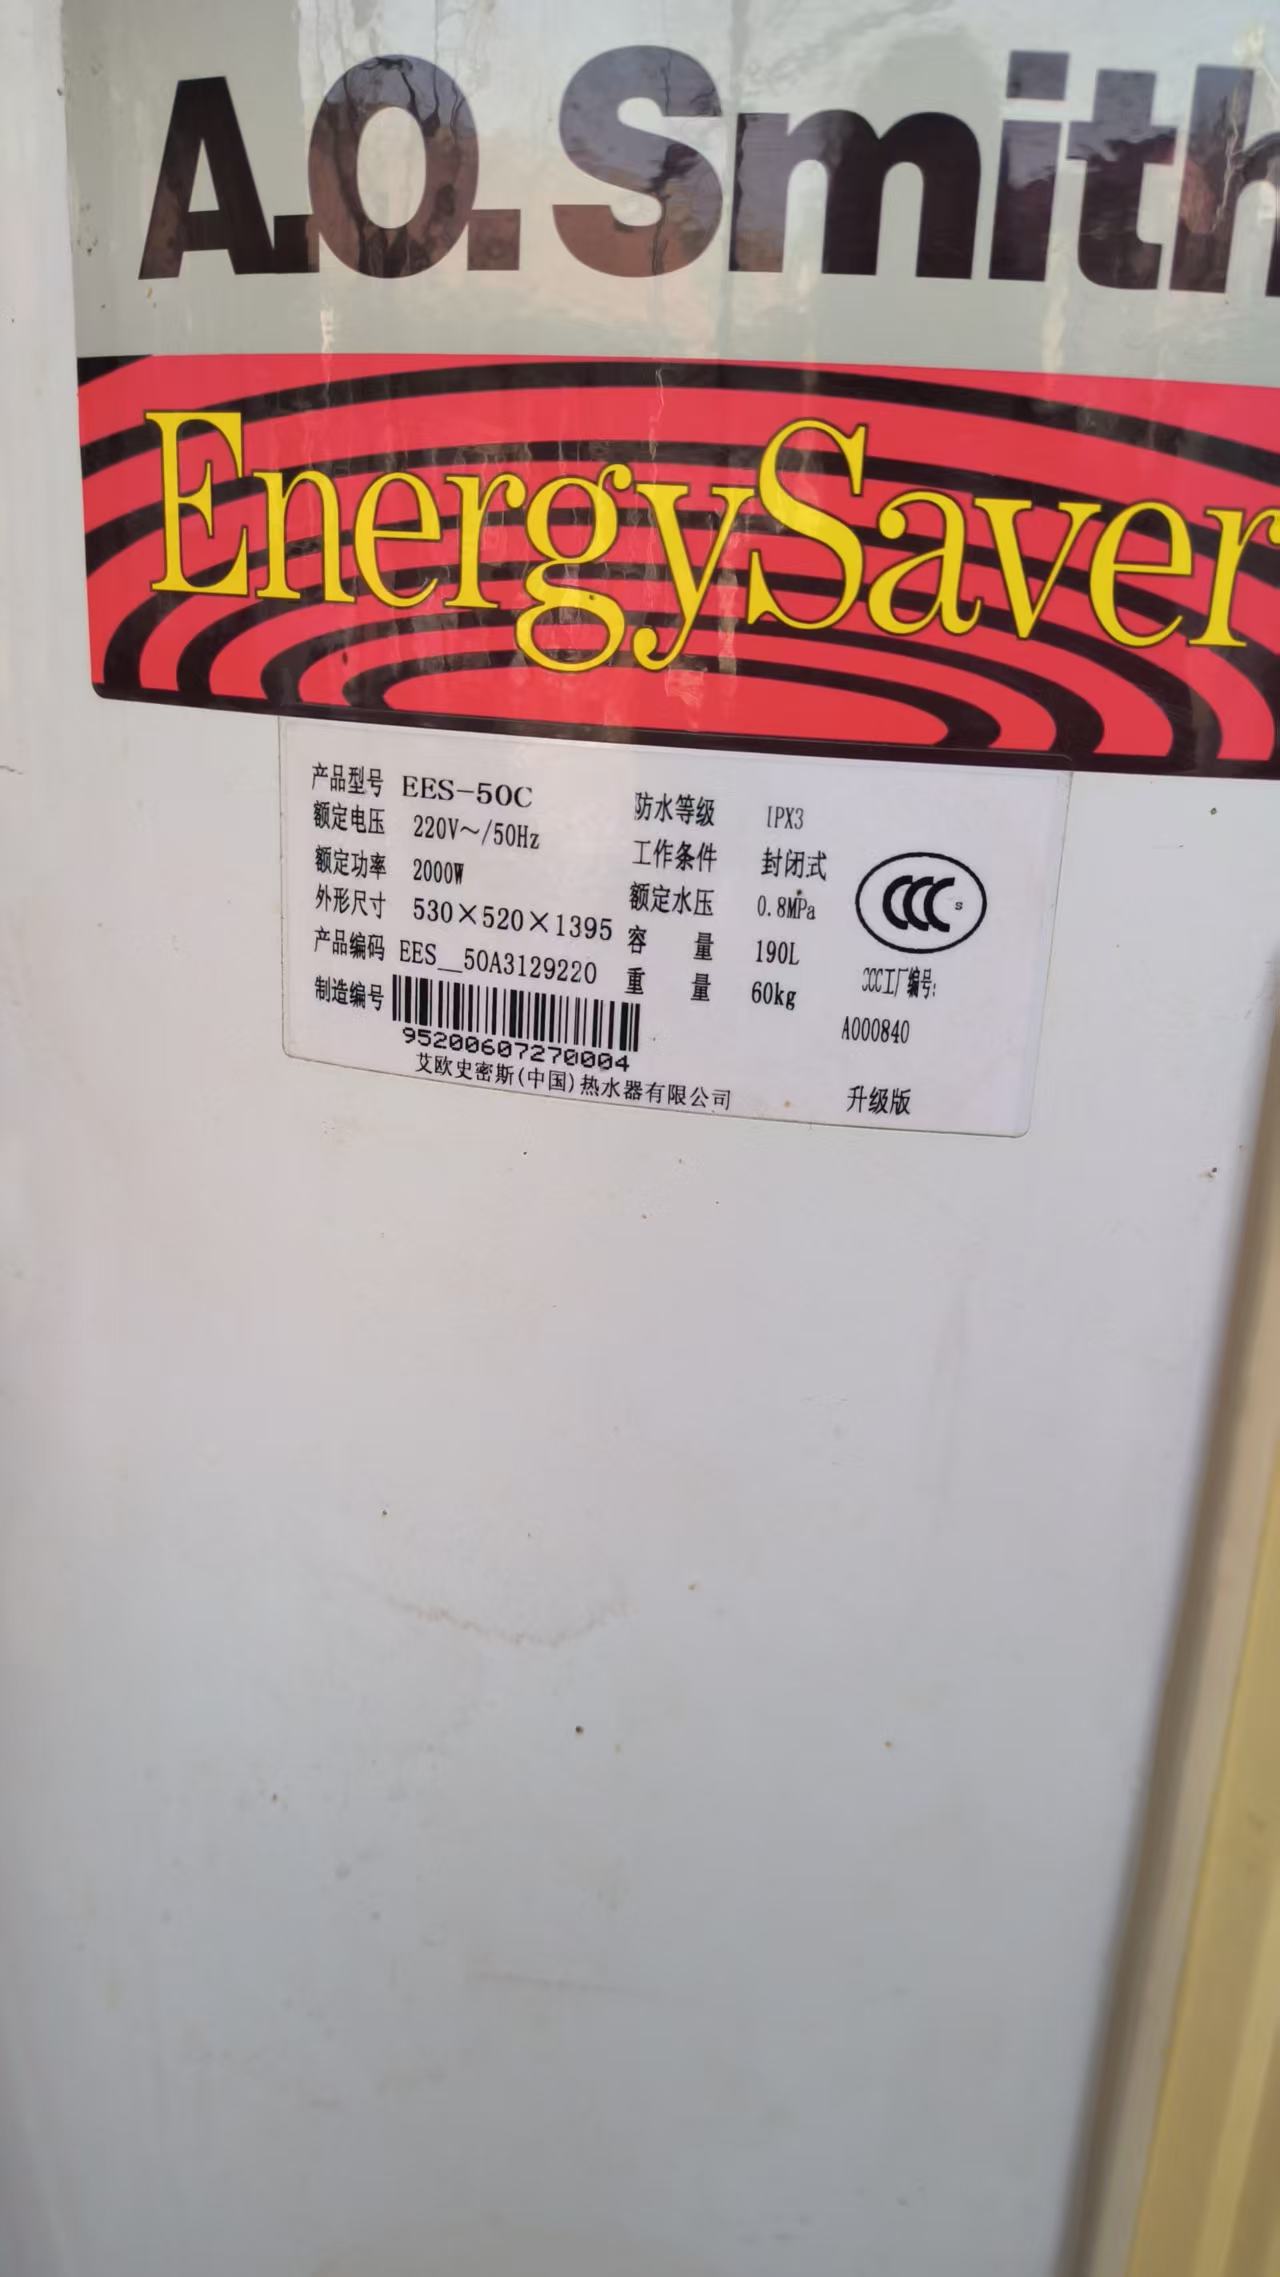 A.O. Smith
EnergySaver
产品型号 EES-50C
额定电压 220V～/50Hz
额定功率 2000W
外形尺寸 530×520×1395
产品编码 EES__50A3129220
制造编号
95200607270004
防水等级 IPX3
工作条件 封闭式
额定水压 0.8MPa
容 量 190L
重 量 60kg
CCC S
CCC工厂编号:
A000840
艾欧史密斯(中国)热水器有限公司
升级版